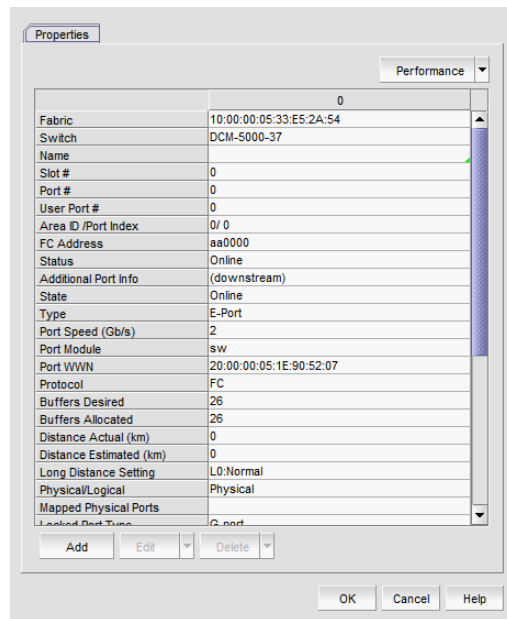 Properties
Performance
0
Fabric 10:00:00:05:33:E5:2A:54
Switch DCM-5000-37
Name
Slot # 0
Port # 0
User Port # 0
Area ID /Port Index 0/ 0
FC Address aa0000
Status Online
Additional Port Info (downstream)
State Online
Type E-Port
Port Speed (Gb/s) 2
Port Module sw
Port WWN 20:00:00:05:1E:90:52:07
Protocol FC
Buffers Desired 26
Buffers Allocated 26
Distance Actual (km) 0
Distance Estimated (km) 0
Long Distance Setting L0:Normal
Physical/Logical Physical
Mapped Physical Ports
Locked Port Type G-port
Add Edit Delete
OK Cancel Help